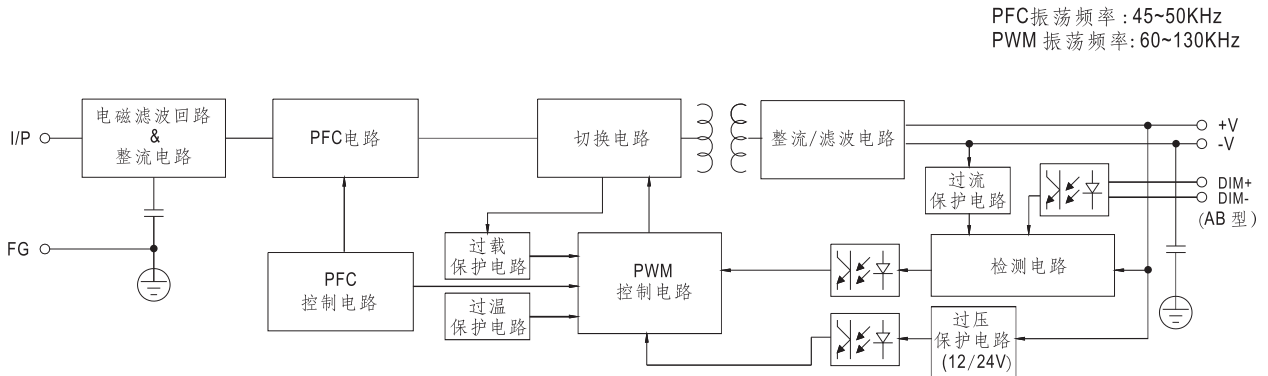 PFC振荡频率：45~50KHz
PWM 振荡频率：60~130KHz
I/P
电磁滤波回路
&
整流电路
PFC电路
切换电路
整流/滤波电路
+V
-V
过流
保护电路
DIM+
DIM-
(AB 型)
FG
过载
保护电路
PFC
控制电路
PWM
控制电路
检测电路
过温
保护电路
过压
保护电路
(12/24V)